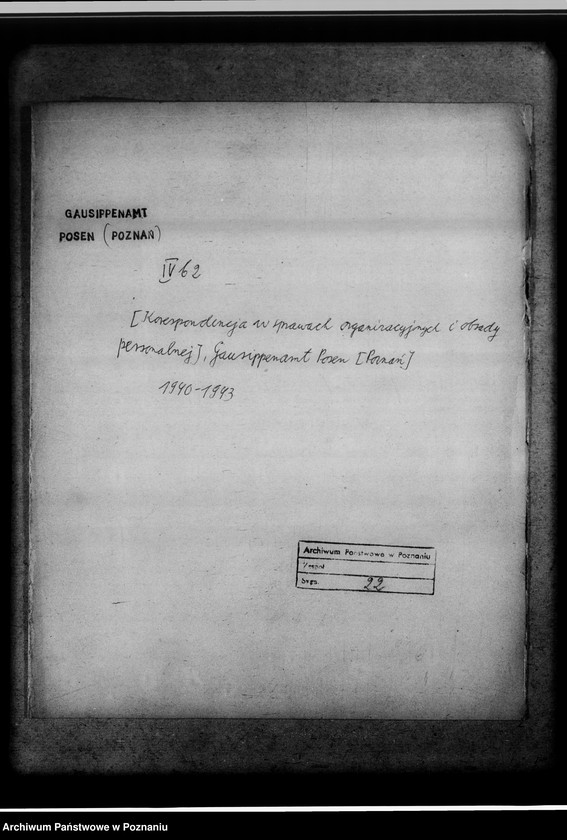 GAUSIPPENAMT
POSEN (POZNAŃ)
IV b 2
[Korespondencja w sprawach organizacyjnych i obsady
personalnej], Gausippenamt Posen [Poznań]
1940-1943
Archiwum Państwowe w Poznaniu
Zespół
Sygn. 22
Archiwum Państwowe w Poznaniu